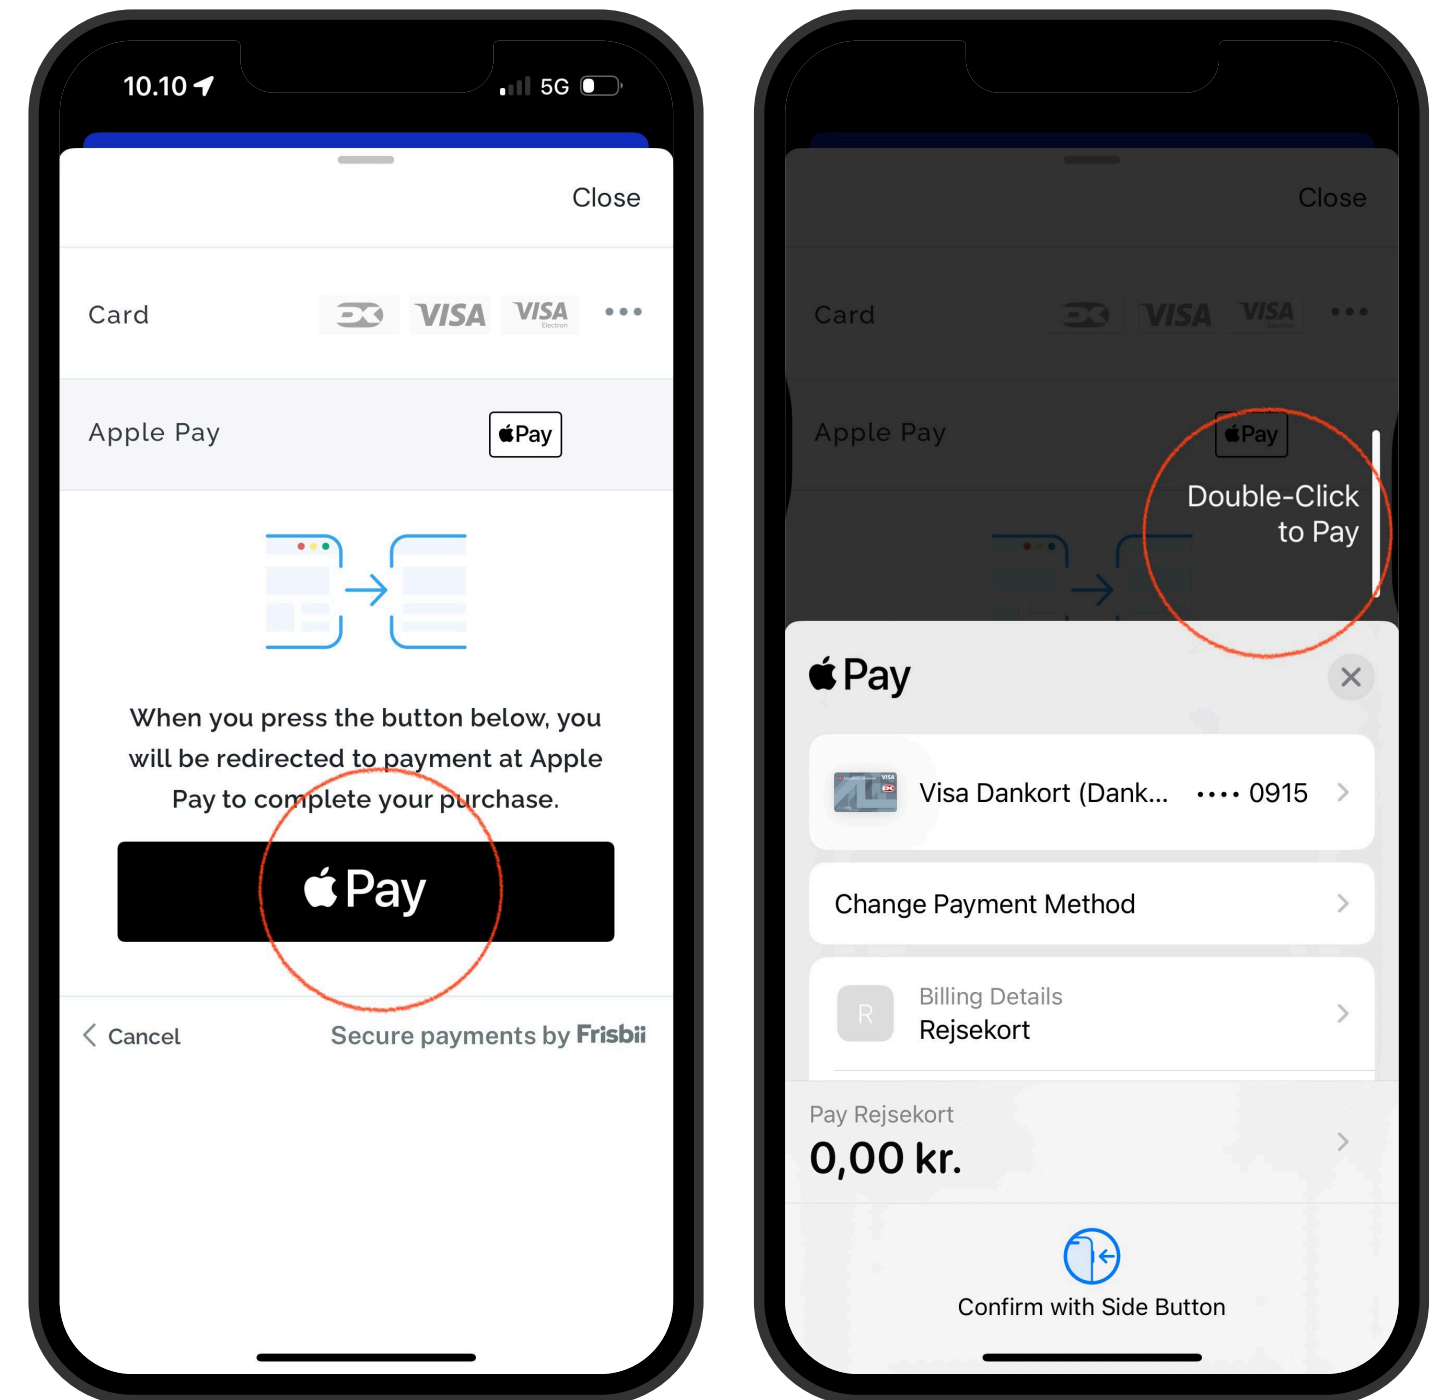 10.10
5G
Close
Card
VISA
VISA
Electron
Apple Pay
Pay
When you press the button below, you
will be redirected to payment at Apple
Pay to complete your purchase.
Pay
Cancel
Secure payments by Frisbii
Close
Card
VISA
VISA
Apple Pay
Pay
Double-Click
to Pay
Pay
VISA
Visa Dankort (Dank... •••• 0915
Change Payment Method
R
Billing Details
Rejsekort
Pay Rejsekort
0,00 kr.
Confirm with Side Button